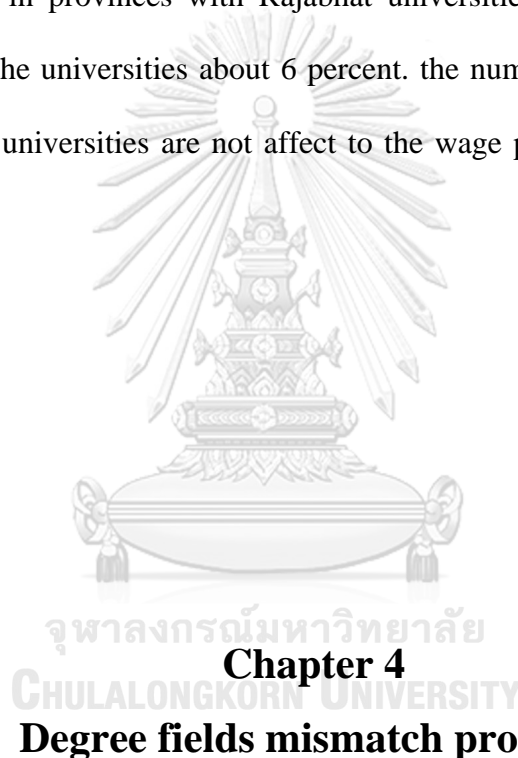 in provinces with Rajabhat universities
he universities about 6 percent. the num
universities are not affect to the wage p
จุฬาลงกรณ์มหาวิทยาลัย
Chapter 4
CHULALONGKORN UNIVERSITY
Degree fields mismatch pro